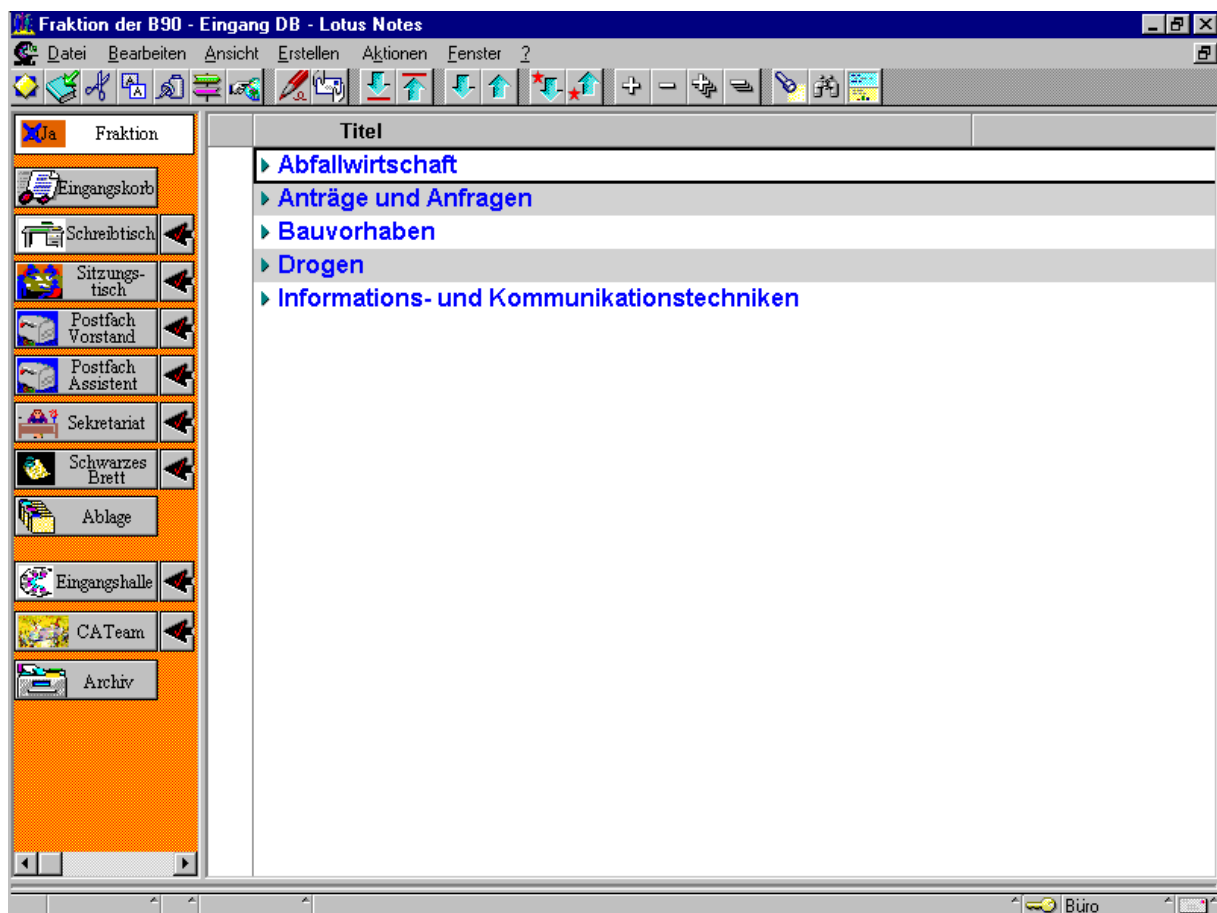 Fraktion der B90 - Eingang DB - Lotus Notes
Datei Bearbeiten Ansicht Erstellen Aktionen Fenster ?
Ja Fraktion
Titel
Eingangskorb
Schreibtisch
Sitzungs-
tisch
Postfach
Vorstand
Postfach
Assistent
Sekretariat
Schwarzes
Brett
Ablage
Eingangshalle
CATeam
Archiv
Abfallwirtschaft
Anträge und Anfragen
Bauvorhaben
Drogen
Informations- und Kommunikationstechniken
Büro